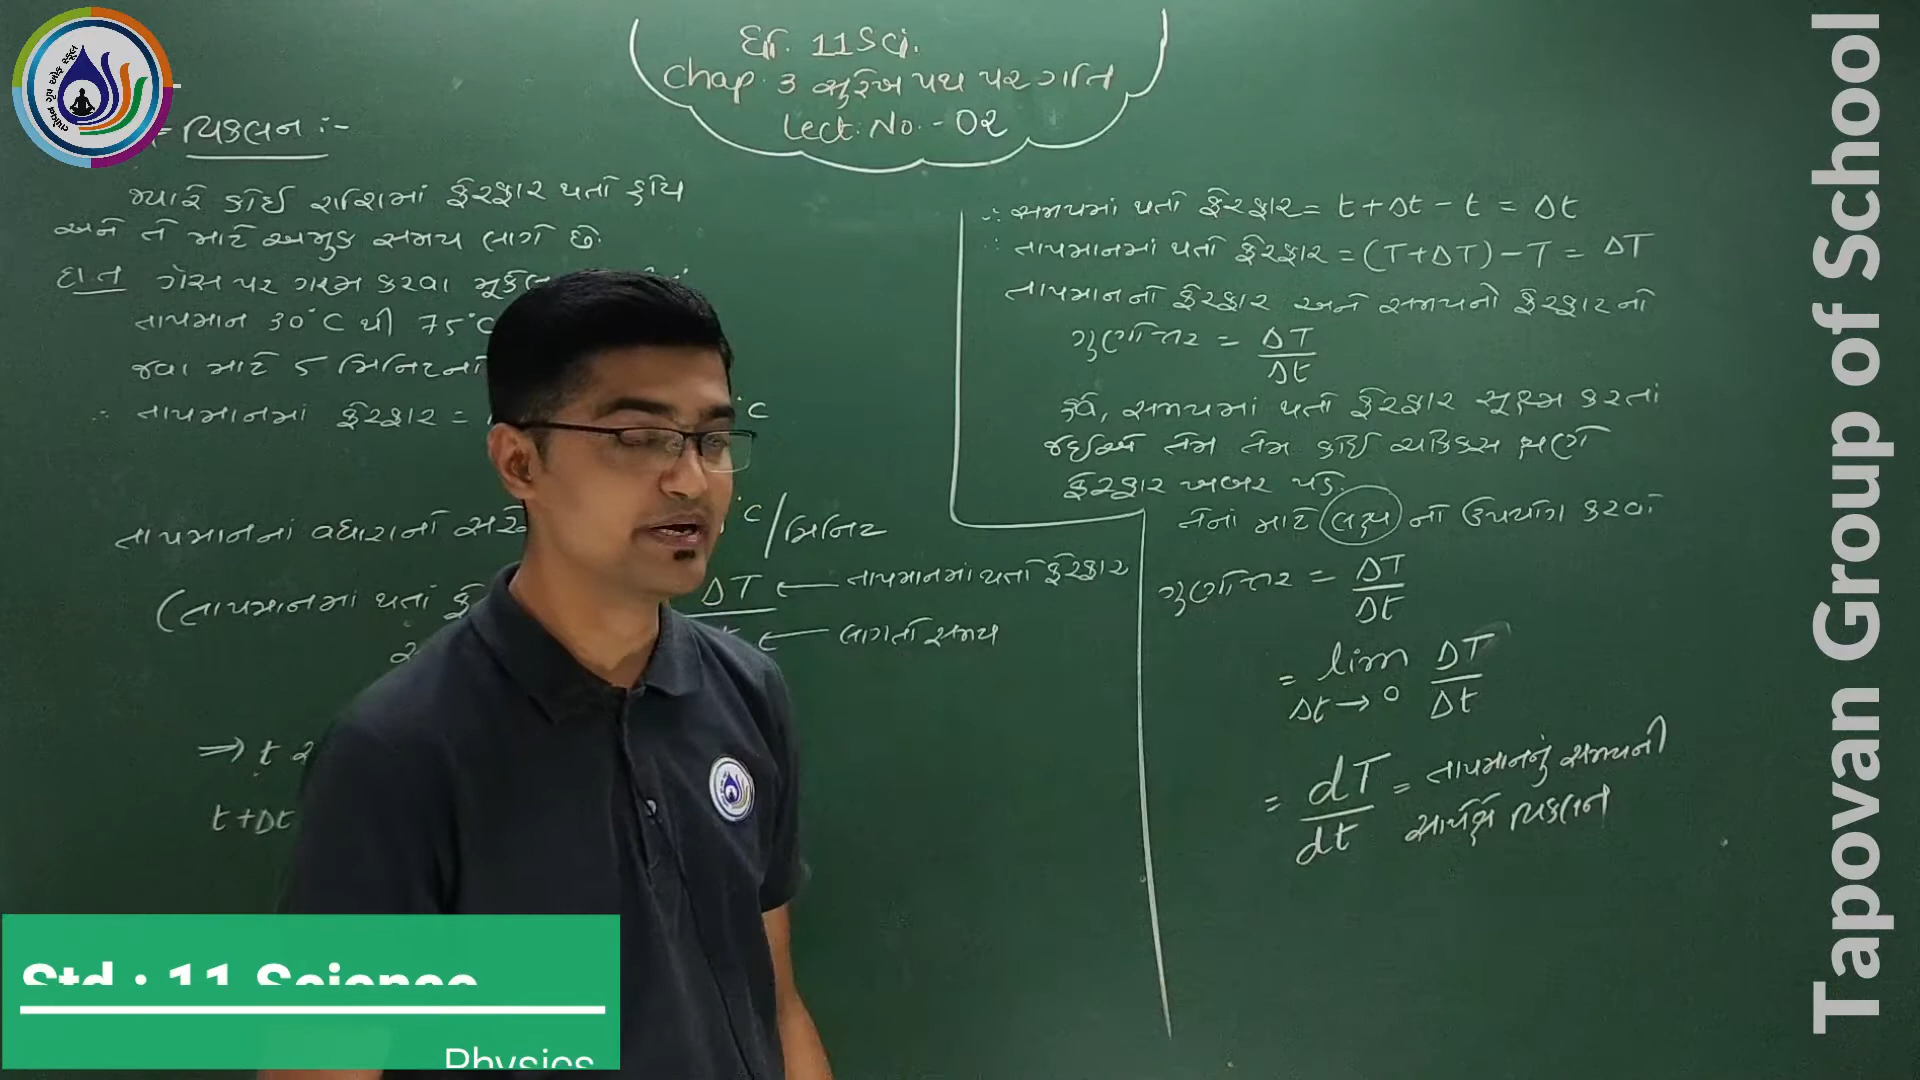 ધો. 11 Sci.
Chap. 3 સુરેખ પથ પર ગતિ
Lect. No. - 02
વિકલન :-
જ્યારે કોઈ રાશિમાં ફેરફાર થતો હોય
અને તે માટે અમુક સમય લાગે છે.
દા.ત ગેસ પર ગરમ કરવા
તાપમાન 30°C થી 75°C
જવા માટે 5 મિનિટનો
∴ તાપમાનમાં ફેરફાર = °C
તાપમાનનાં વધારાનો °C/મિનિટ
(તાપમાનમાં થતો ΔT ← તાપમાનમાં થતો ફેરફાર
← લાગતો સમય
⇒ t
t+Δt
∴ સમયમાં થતો ફેરફાર = t+Δt - t = Δt
∴ તાપમાનમાં થતો ફેરફાર = (T+ΔT) - T = ΔT
તાપમાનનો ફેરફાર અને સમયનો ફેરફારનો
ગુણોત્તર = ΔT/Δt
હવે, સમયમાં થતો ફેરફાર સૂક્ષ્મ કરતાં
જઈએ તેમ તેમ કોઈ ચોક્કસ ક્ષણે
ફેરફાર ખબર પડે.
તેનાં માટે લક્ષ નો ઉપયોગ કરવો
ગુણોત્તર = ΔT/Δt
= lim Δt→0 ΔT/Δt
= dT/dt = તાપમાનનું સમયની
સાપેક્ષે વિકલન
Std : 11 Science
Physics
Tapovan Group of School